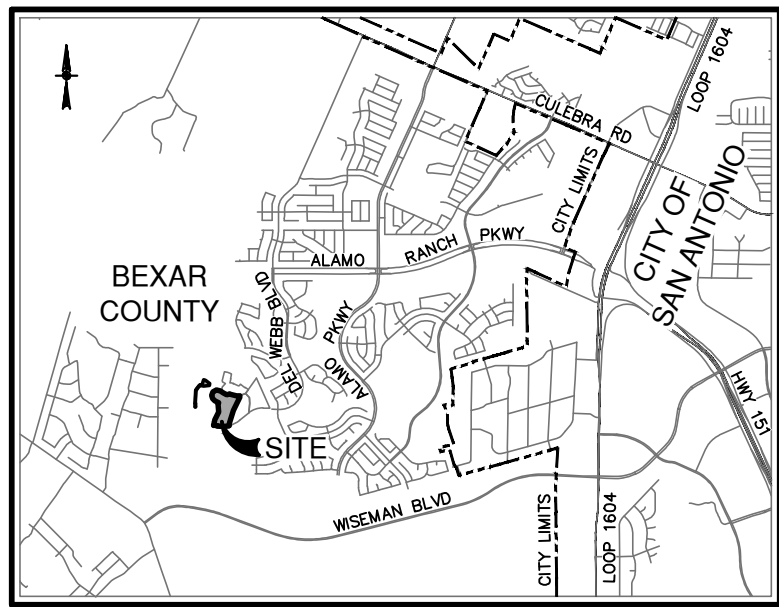 LOOP 1604
CULEBRA RD
CITY LIMITS
CITY OF
SAN ANTONIO
ALAMO
RANCH
PKWY
BEXAR
COUNTY
DEL WEBB BLVD
ALAMO
PKWY
HWY 151
SITE
WISEMAN BLVD
CITY LIMITS
LOOP 1604